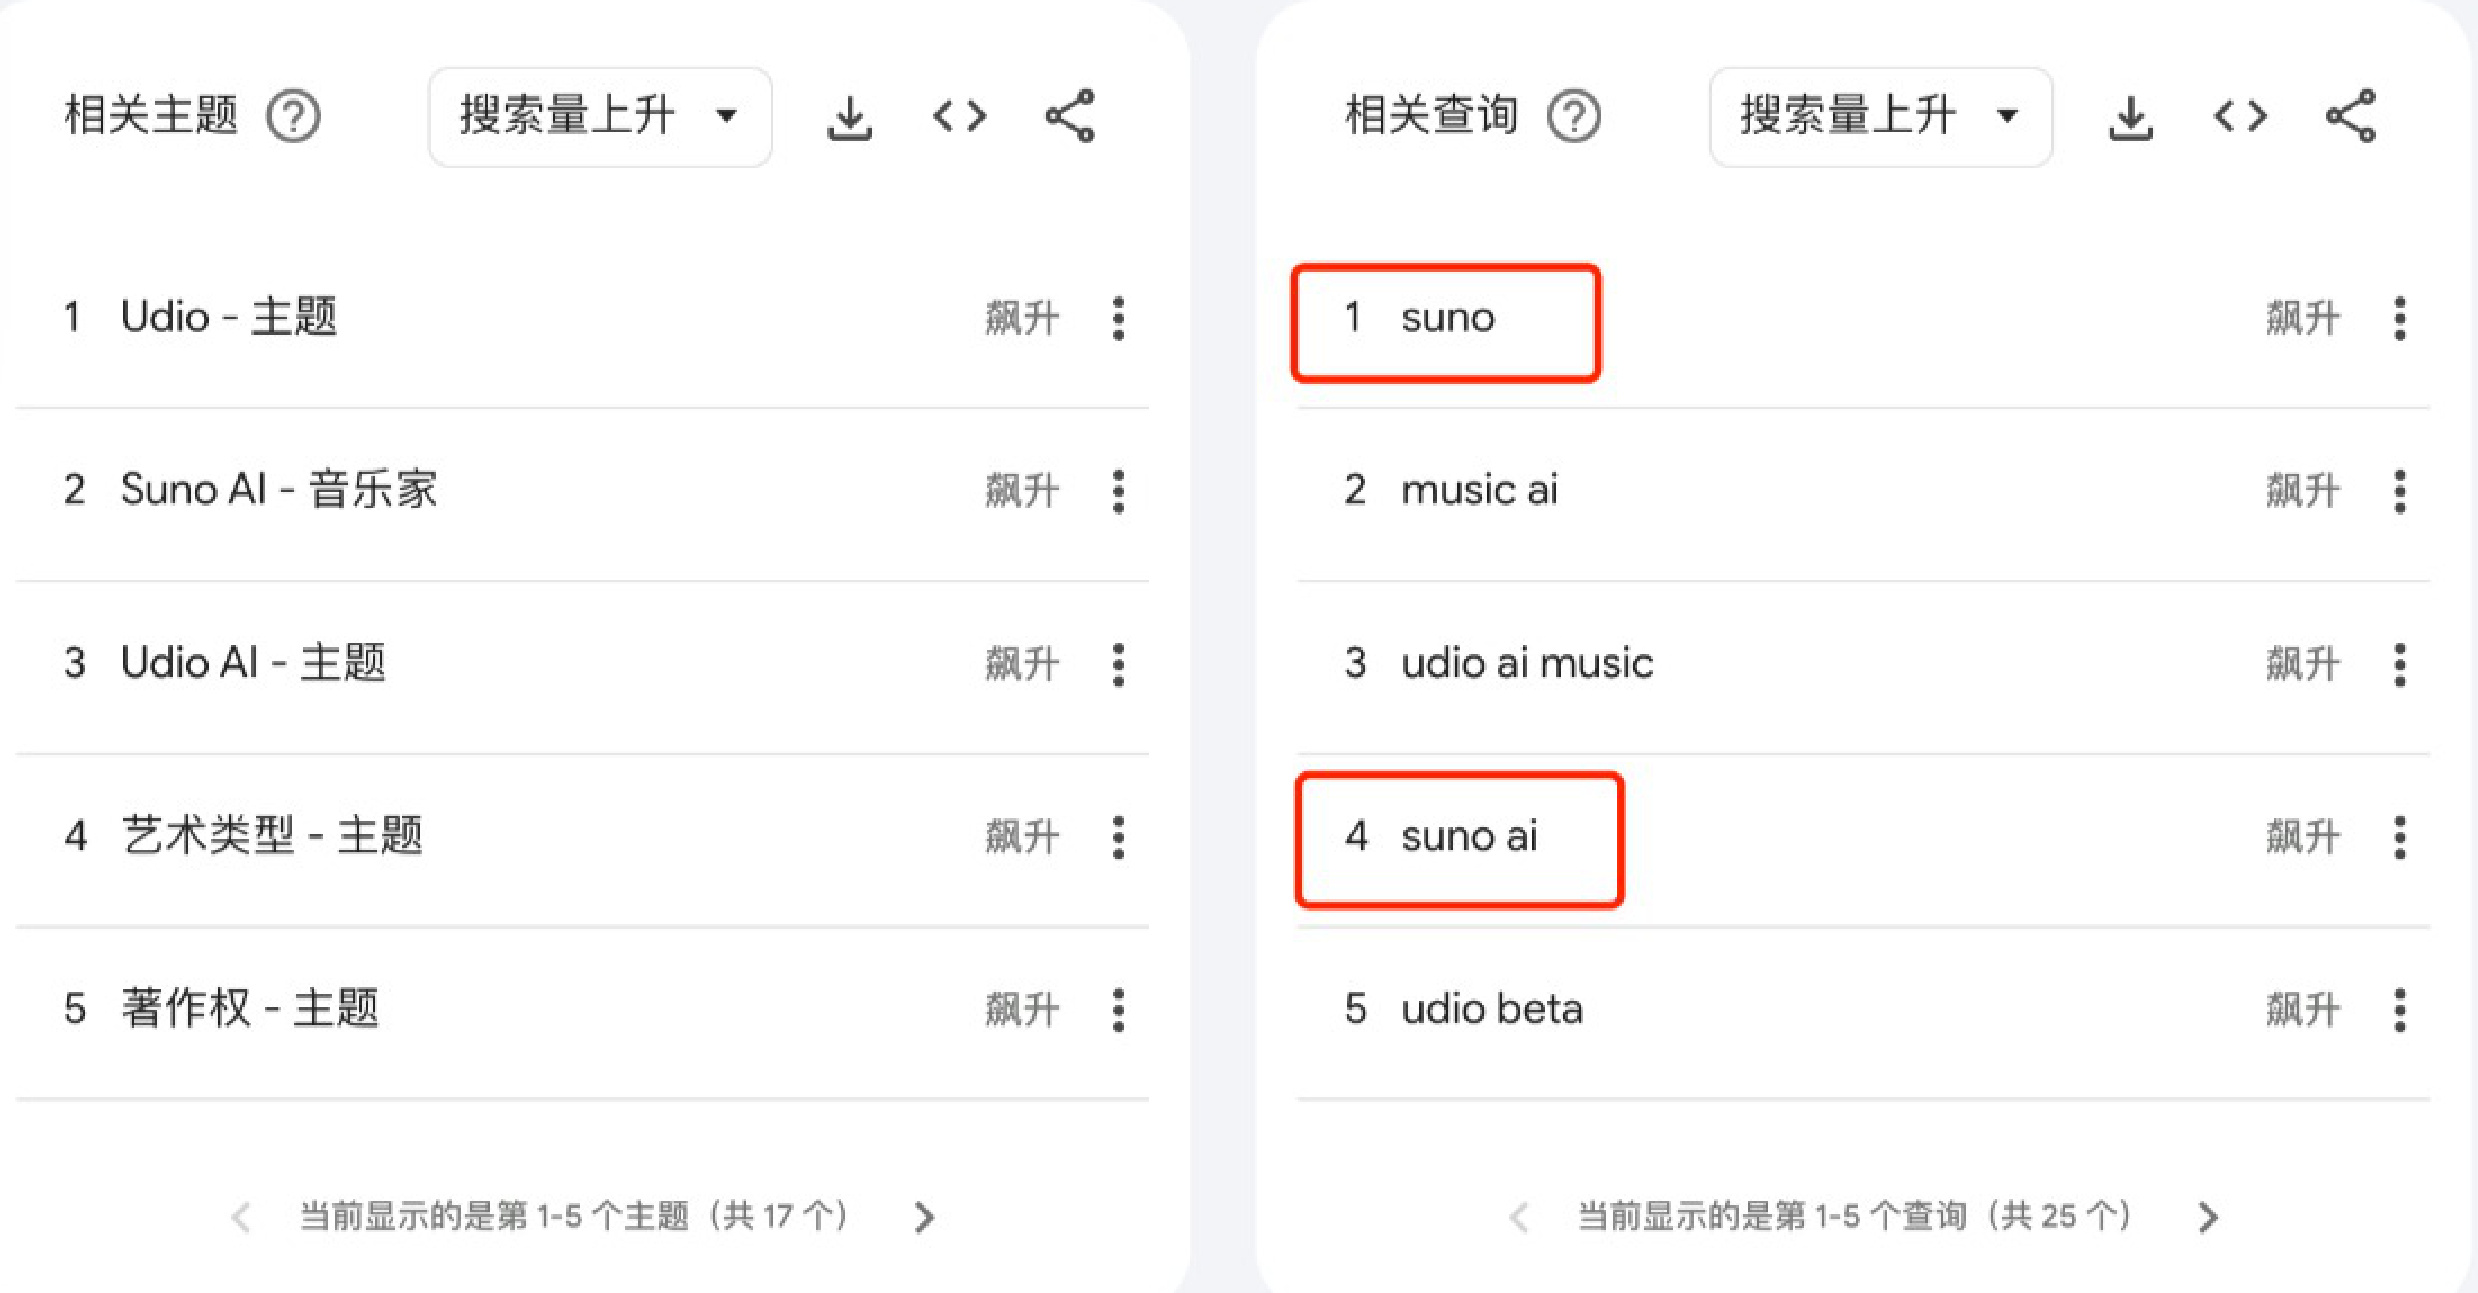 相关主题
搜索量上升
1 Udio - 主题 飙升
2 Suno AI - 音乐家 飙升
3 Udio AI - 主题 飙升
4 艺术类型 - 主题 飙升
5 著作权 - 主题 飙升
当前显示的是第 1-5 个主题（共 17 个）
相关查询
搜索量上升
1 suno 飙升
2 music ai 飙升
3 udio ai music 飙升
4 suno ai 飙升
5 udio beta 飙升
当前显示的是第 1-5 个查询（共 25 个）